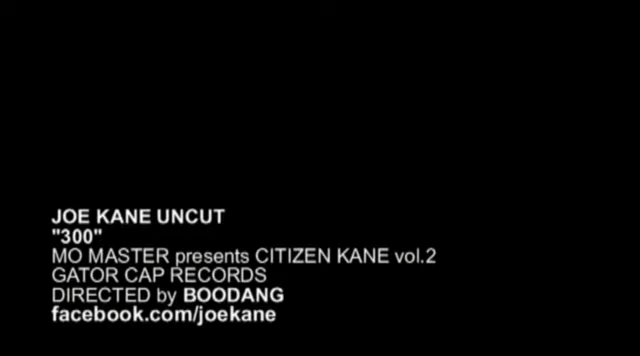 JOE KANE UNCUT
"300"
MO MASTER presents CITIZEN KANE vol.2
GATOR CAP RECORDS
DIRECTED by BOODANG
facebook.com/joekane